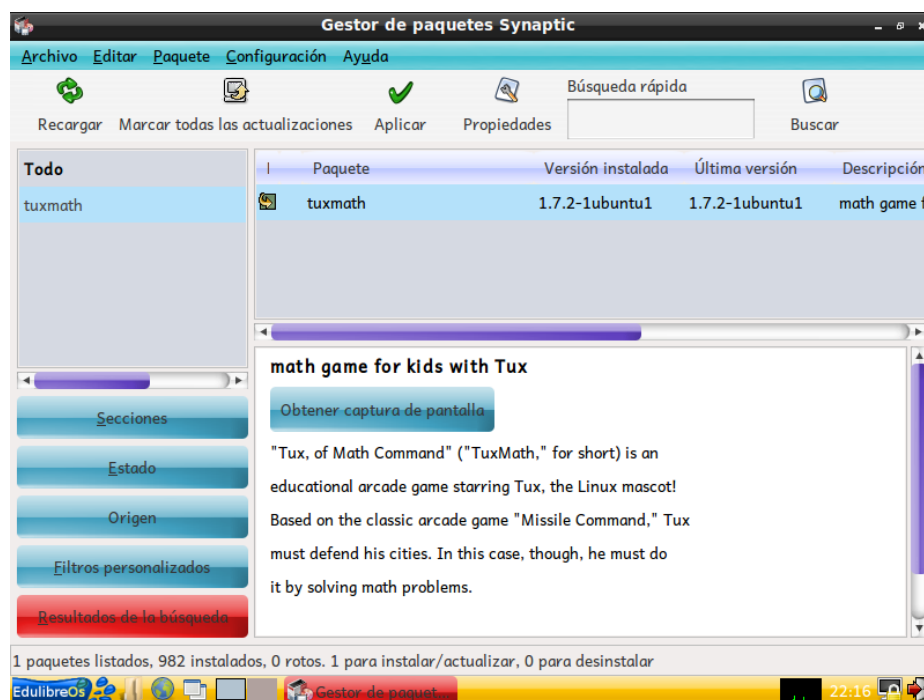 Gestor de paquetes Synaptic
Archivo Editar Paquete Configuración Ayuda
Recargar
Marcar todas las actualizaciones
Aplicar
Propiedades
Búsqueda rápida
Buscar
Todo
tuxmath
Paquete Versión instalada Última versión Descripción
tuxmath 1.7.2-1ubuntu1 1.7.2-1ubuntu1 math game
Secciones
Estado
Origen
Filtros personalizados
Resultados de la búsqueda
math game for kids with Tux
Obtener captura de pantalla
"Tux, of Math Command" ("TuxMath," for short) is an
educational arcade game starring Tux, the Linux mascot!
Based on the classic arcade game "Missile Command," Tux
must defend his cities. In this case, though, he must do
it by solving math problems.
1 paquetes listados, 982 instalados, 0 rotos. 1 para instalar/actualizar, 0 para desinstalar
EdulibreOs
Gestor de paquet...
22:16